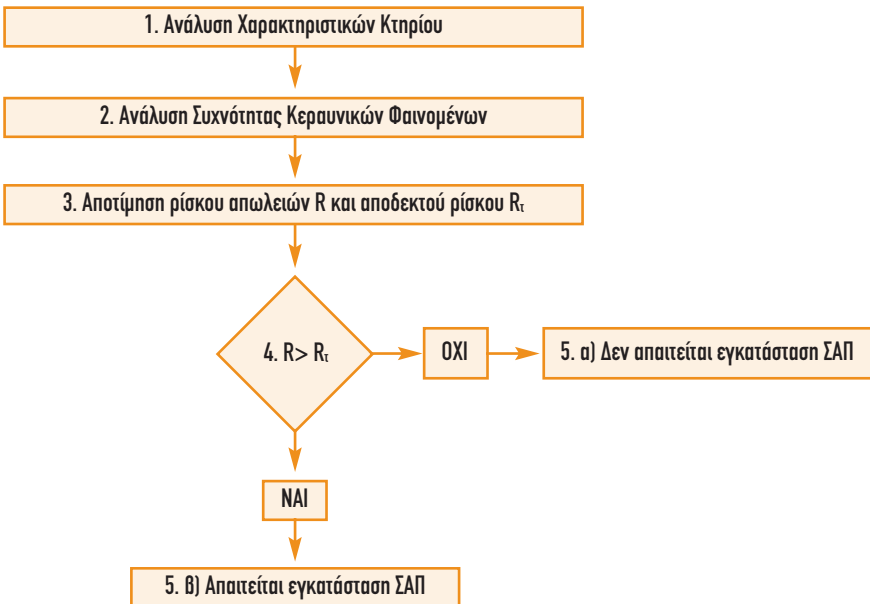 1. Ανάλυση Χαρακτηριστικών Κτηρίου
2. Ανάλυση Συχνότητας Κεραυνικών Φαινομένων
3. Αποτίμηση ρίσκου απωλειών R και αποδεκτού ρίσκου Rτ
4. R> Rτ
ΟΧΙ
5. α) Δεν απαιτείται εγκατάσταση ΣΑΠ
ΝΑΙ
5. β) Απαιτείται εγκατάσταση ΣΑΠ